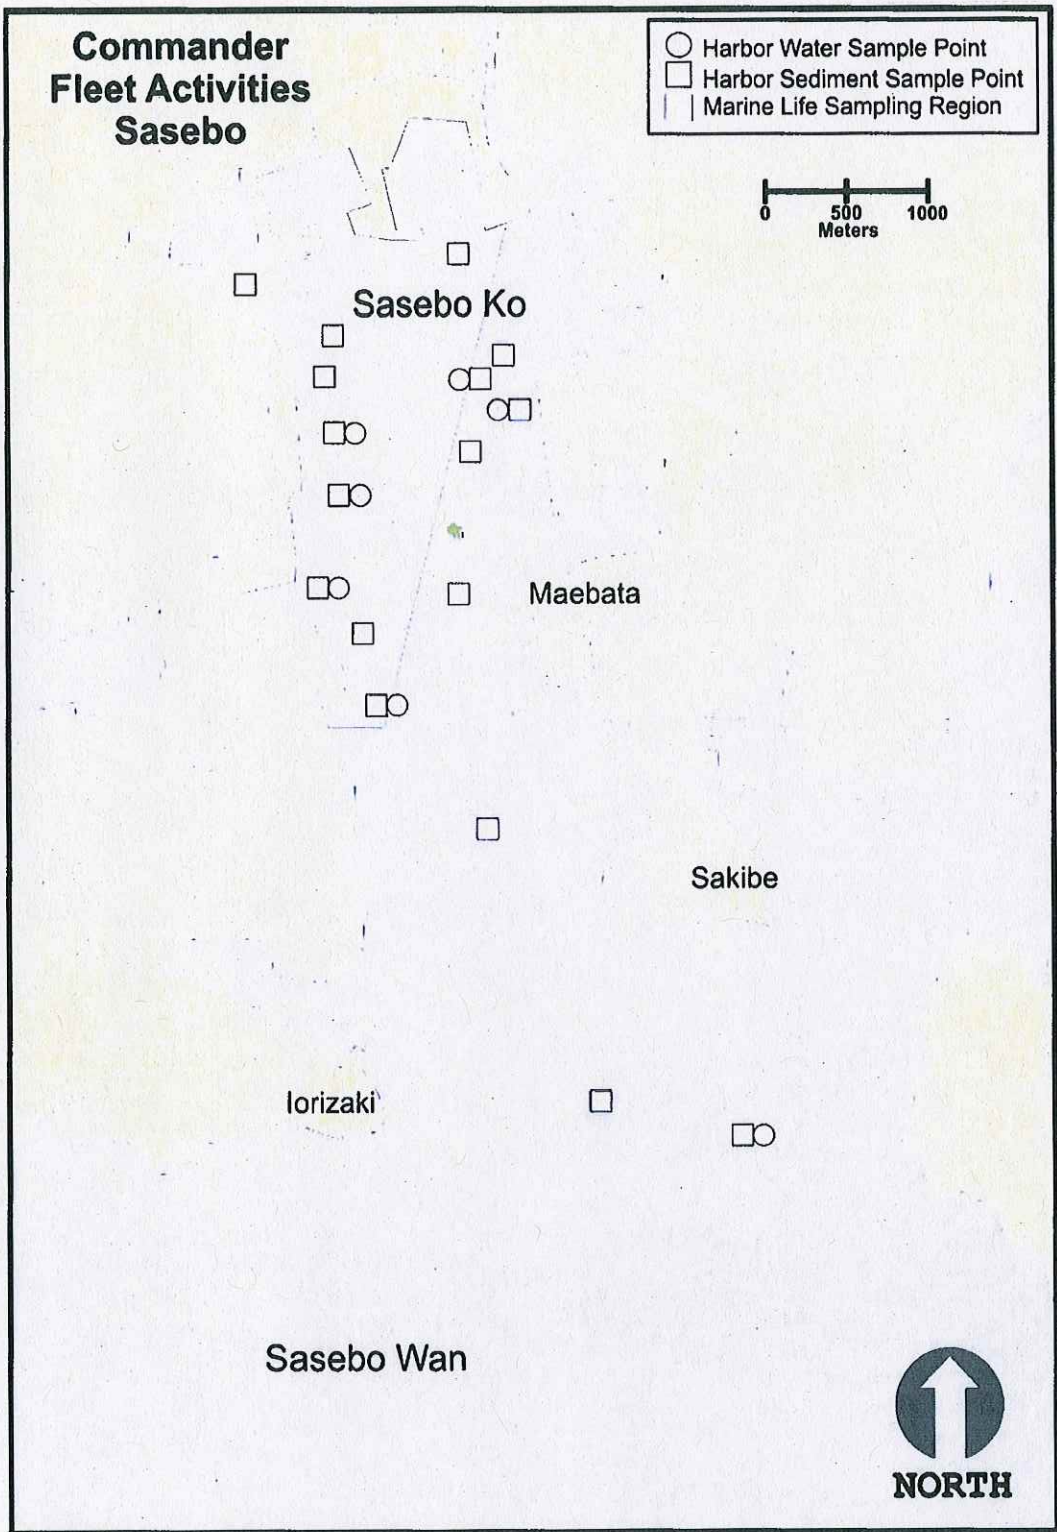 Commander
Fleet Activities
Sasebo
Harbor Water Sample Point
Harbor Sediment Sample Point
Marine Life Sampling Region
0 500 1000
Meters
Sasebo Ko
Maebata
Sakibe
Iorizaki
Sasebo Wan
NORTH